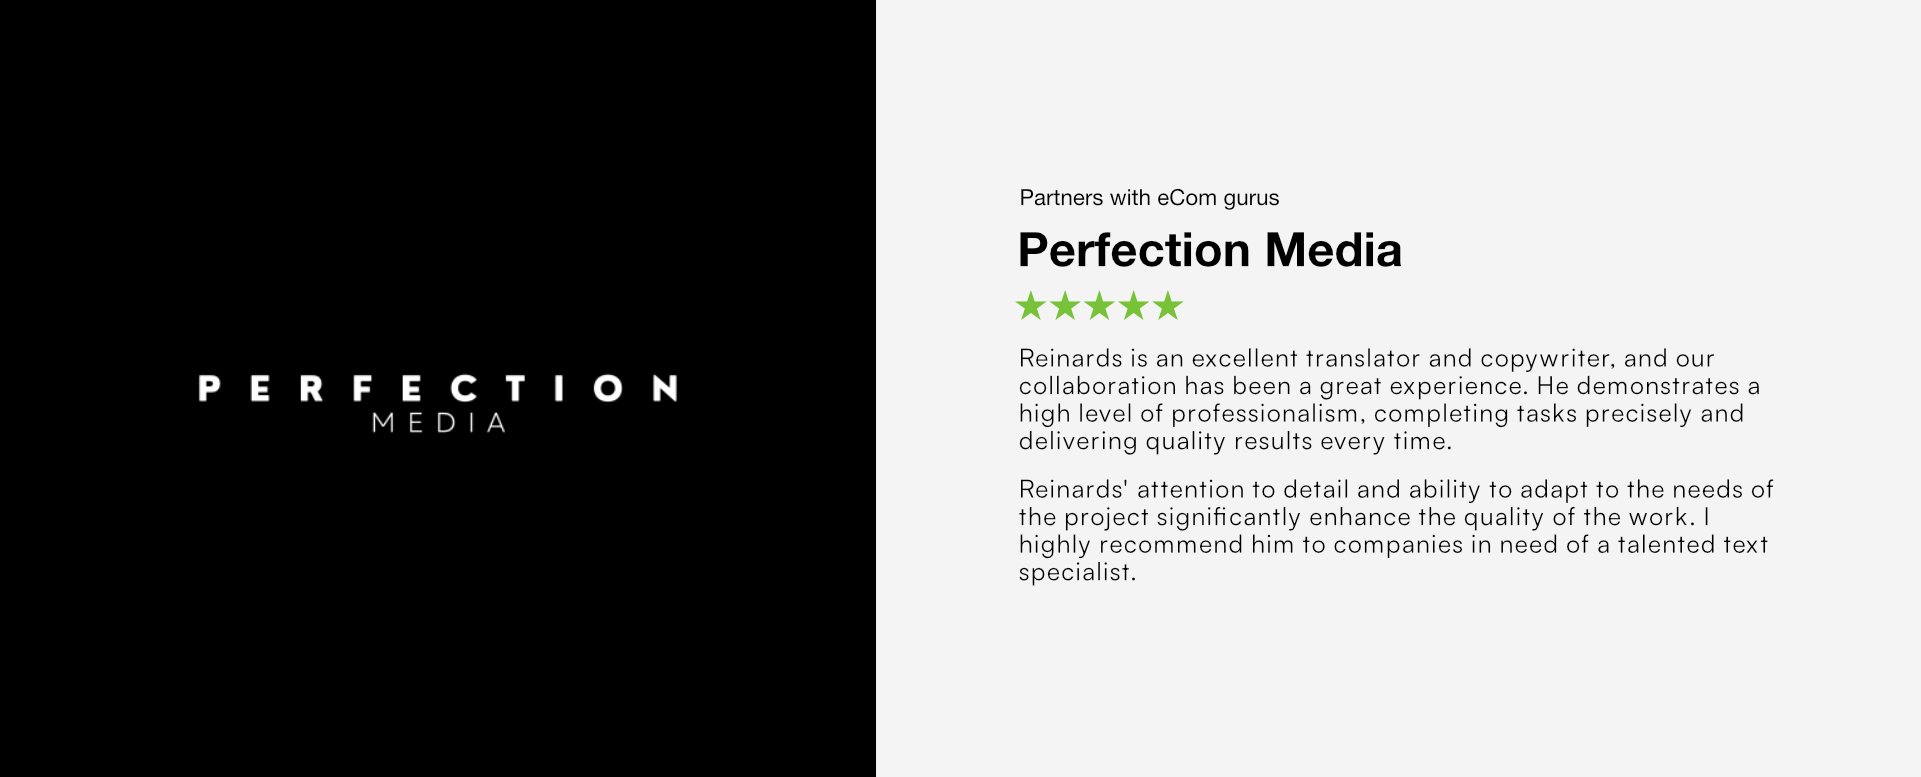 PERFECTION
MEDIA
Partners with eCom gurus
Perfection Media
★★★★★
Reinards is an excellent translator and copywriter, and our
collaboration has been a great experience. He demonstrates a
high level of professionalism, completing tasks precisely and
delivering quality results every time.
Reinards' attention to detail and ability to adapt to the needs of
the project significantly enhance the quality of the work. I
highly recommend him to companies in need of a talented text
specialist.